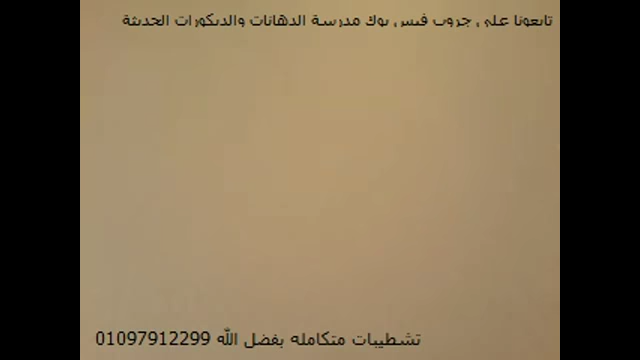 تابعونا على جروب فيس بوك مدرسة الدهانات والديكورات الحديثة
تشطيبات متكامله بفضل الله 01097912299